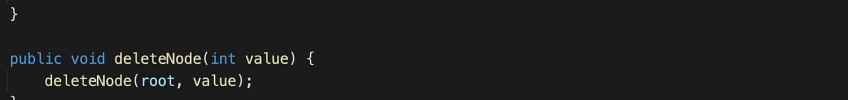 }
public void deleteNode(int value) {
    deleteNode(root, value);
}